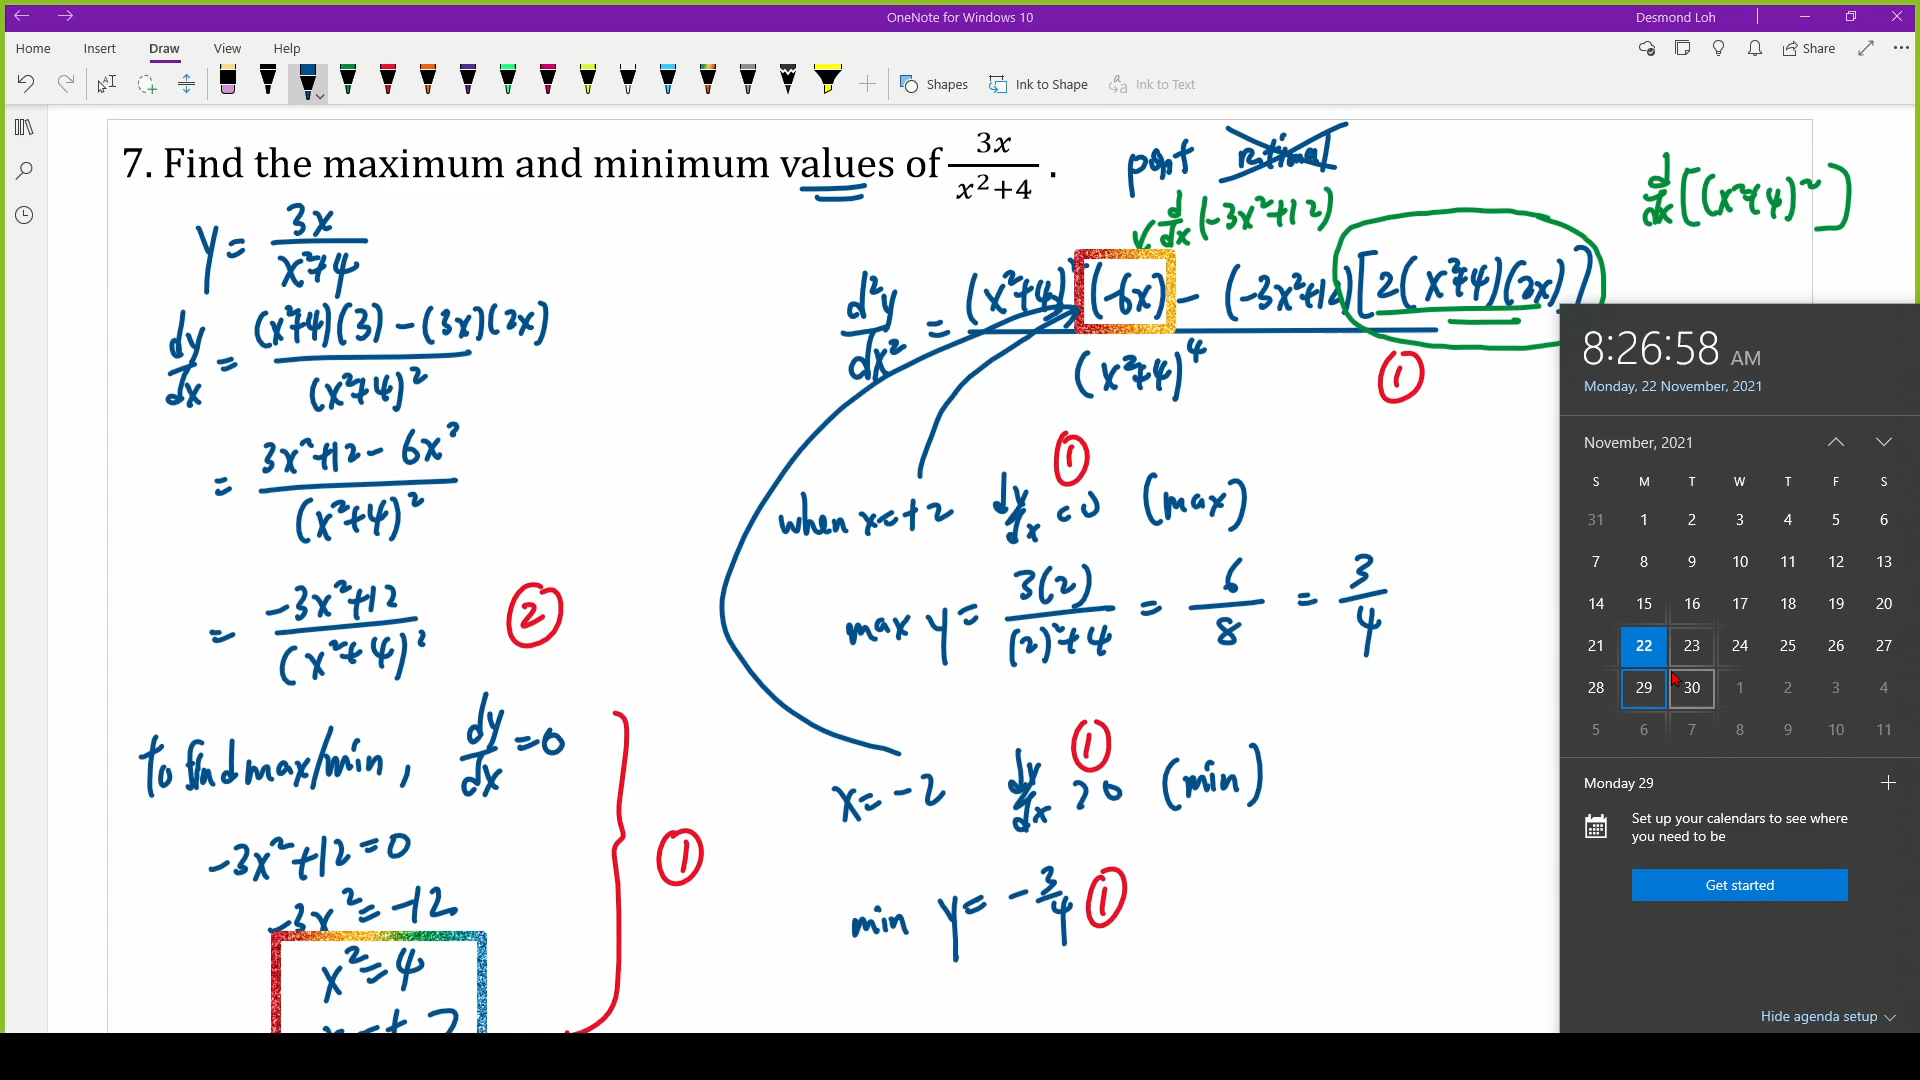 OneNote for Windows 10
Desmond Loh
Home Insert Draw View Help
Share
Shapes Ink to Shape Ink to Text
7. Find the maximum and minimum values of 3x/(x²+4) .
point
y = 3x/(x²+4)
dy/dx = ((x²+4)(3) - (3x)(2x))/(x²+4)²
= (3x²+12 - 6x²)/(x²+4)²
= (-3x²+12)/(x²+4)²
②
to find max/min, dy/dx = 0
-3x²+12 = 0
-3x² = -12
x² = 4
①
d/dx [(x²+4)²]
✓ d/dx (-3x²+12)
d²y/dx² = ((x²+4)²(-6x) - (-3x²+12)[2(x²+4)(2x)])/(x²+4)⁴
①
①
when x=+2 dy/dx <0 (max)
max y = 3(2)/((2)²+4) = 6/8 = 3/4
①
x = -2 dy/dx >0 (min)
min y = -3/4 ①
8:26:58 AM
Monday, 22 November, 2021
November, 2021
S M T W T F S
31 1 2 3 4 5 6
7 8 9 10 11 12 13
14 15 16 17 18 19 20
21 22 23 24 25 26 27
28 29 30 1 2 3 4
5 6 7 8 9 10 11
Monday 29
Set up your calendars to see where
you need to be
Get started
Hide agenda setup